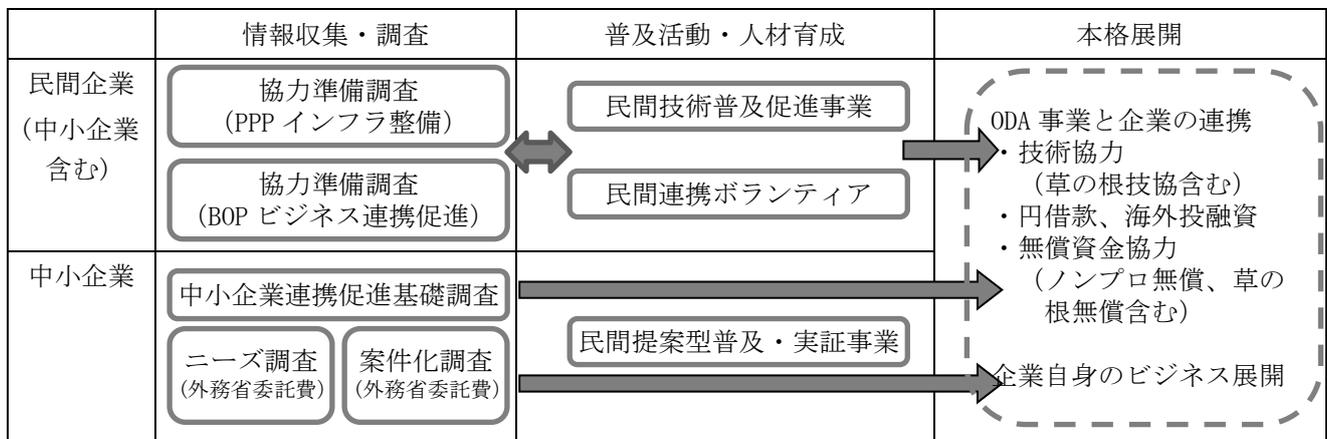 情報収集・調査
普及活動・人材育成
本格展開
民間企業
(中小企業
含む)
協力準備調査
(PPP インフラ整備)
協力準備調査
(BOP ビジネス連携促進)
民間技術普及促進事業
民間連携ボランティア
ODA 事業と企業の連携
・技術協力
(草の根技協含む)
・円借款、海外投融資
・無償資金協力
(ノンプロ無償、草の
根無償含む)
企業自身のビジネス展開
中小企業
中小企業連携促進基礎調査
ニーズ調査
(外務省委託費)
案件化調査
(外務省委託費)
民間提案型普及・実証事業